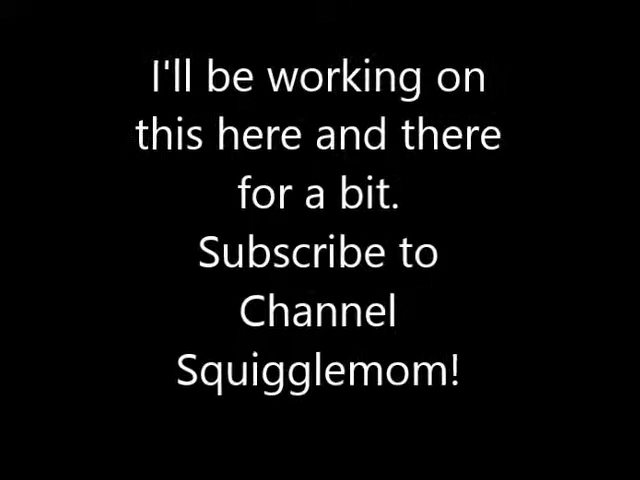 I'll be working on
this here and there
for a bit.
Subscribe to
Channel
Squigglemom!